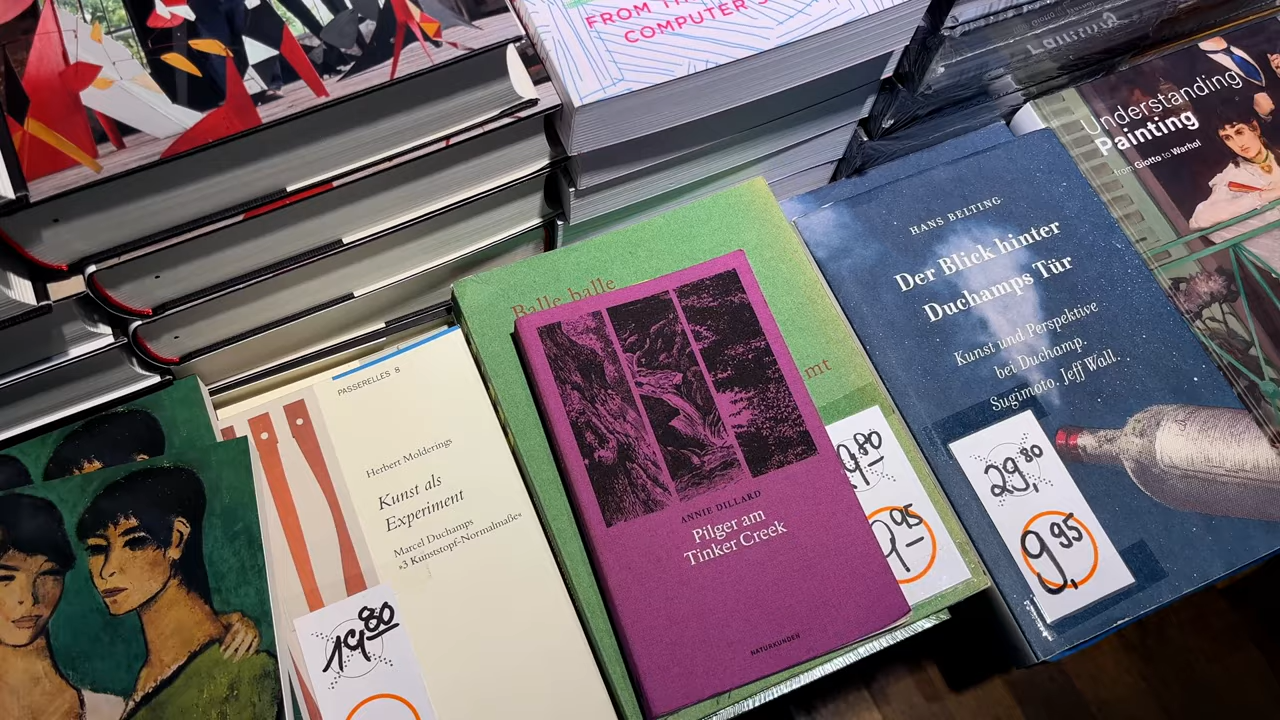 FROM
COMPUTER
Understanding
Painting
from Giotto to Warhol
HANS BELTING
Der Blick hinter
Duchamps Tür
Kunst und Perspektive
bei Duchamp.
Sugimoto. Jeff Wall.
29,80
9,95
Balle balle
PASSERELLES 8
Herbert Molderings
Kunst als
Experiment
Marcel Duchamps
»3 Kunststopf-Normalmaße«
19,80
ANNIE DILLARD
Pilger am
Tinker Creek
NATURKUNDEN
9,95